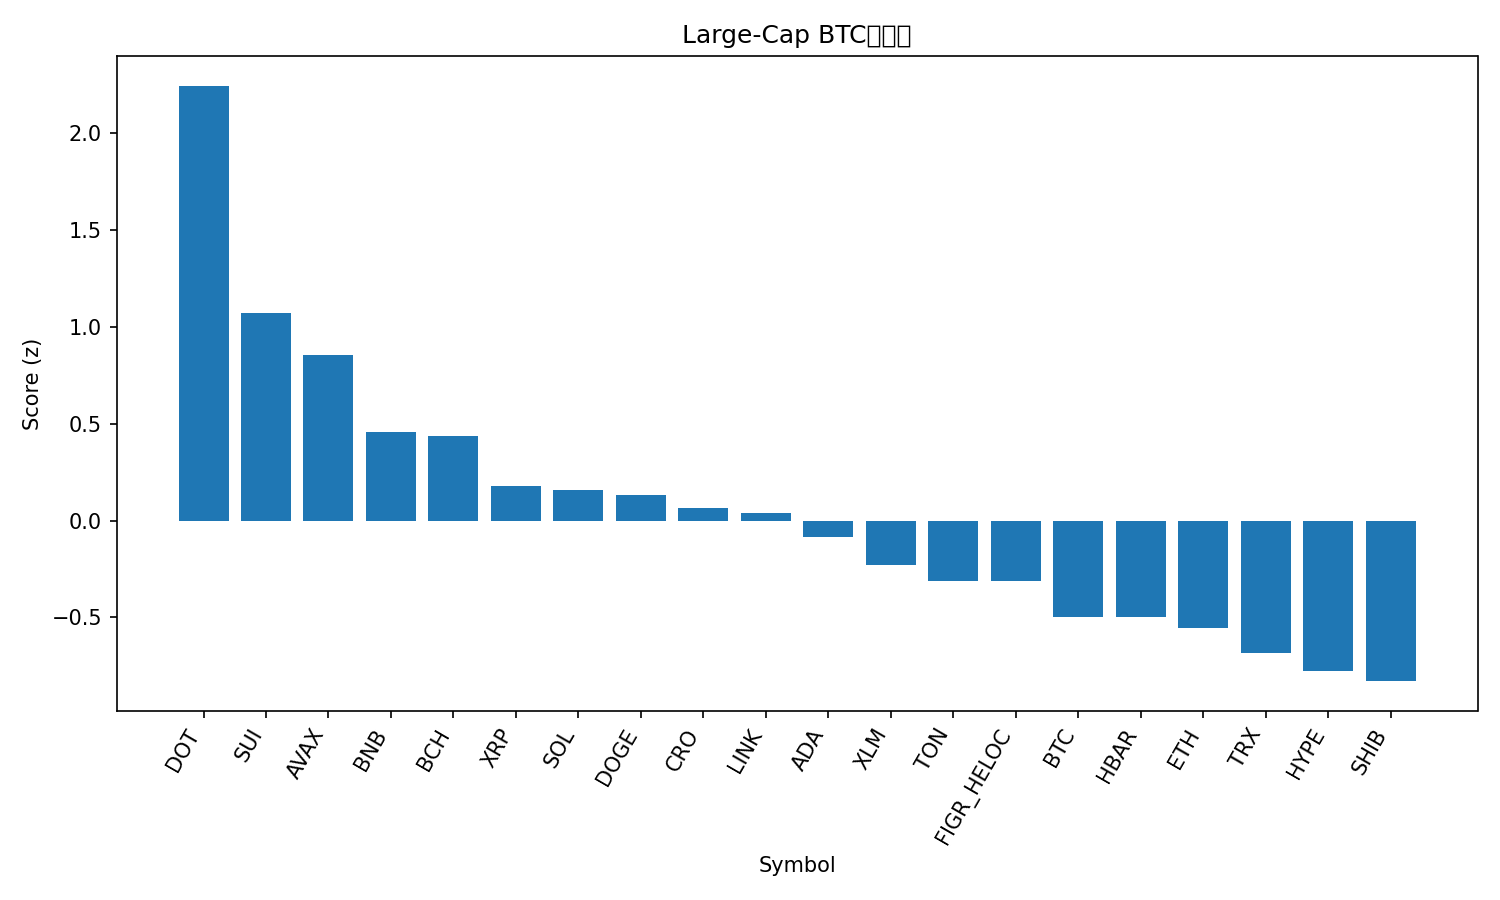 Large-Cap BTC
2.0
1.5
1.0
0.5
0.0
−0.5
Score (z)
DOT
SUI
AVAX
BNB
BCH
XRP
SOL
DOGE
CRO
LINK
ADA
XLM
TON
FIGR_HELOC
BTC
HBAR
ETH
TRX
HYPE
SHIB
Symbol